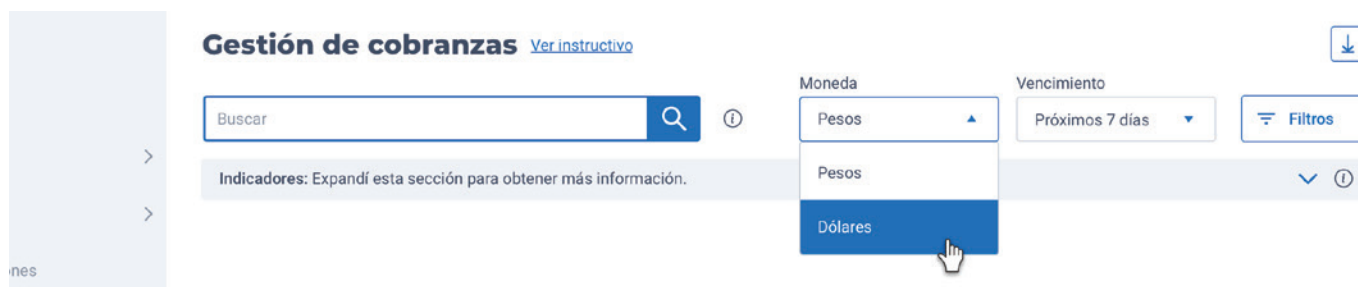 Gestión de cobranzas Ver instructivo
Moneda Vencimiento
Buscar Pesos Próximos 7 días Filtros
Indicadores: Expandí esta sección para obtener más información.
Pesos
Dólares